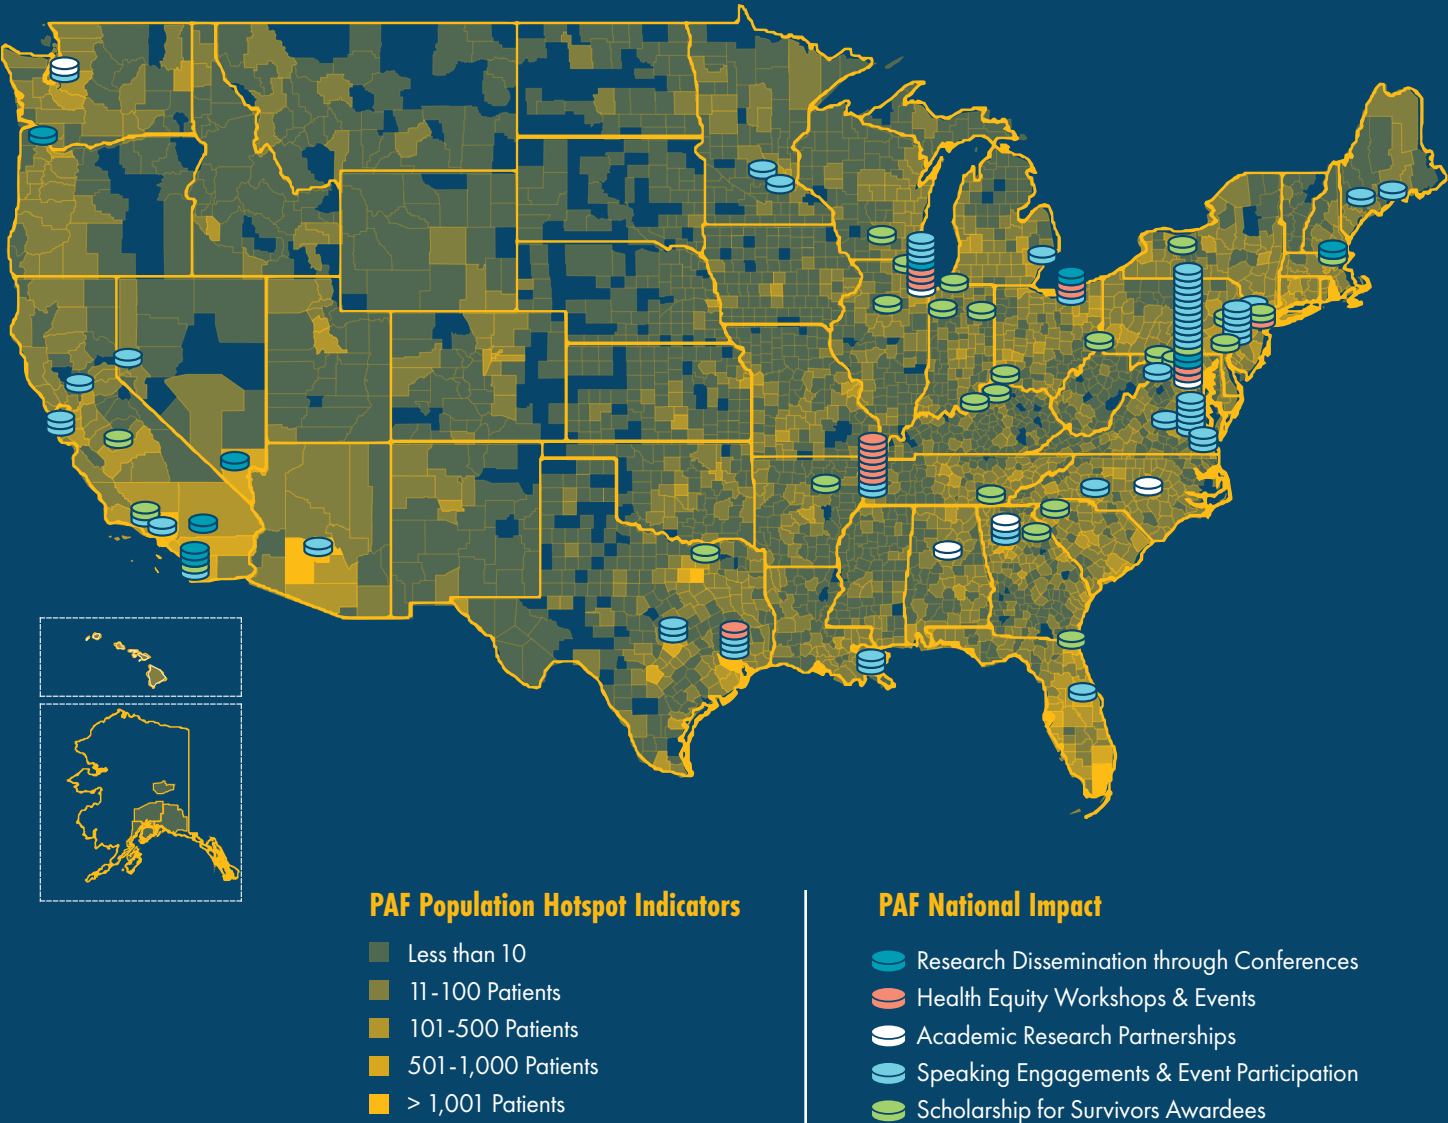 PAF Population Hotspot Indicators
Less than 10
11-100 Patients
101-500 Patients
501-1,000 Patients
> 1,001 Patients
PAF National Impact
Research Dissemination through Conferences
Health Equity Workshops & Events
Academic Research Partnerships
Speaking Engagements & Event Participation
Scholarship for Survivors Awardees